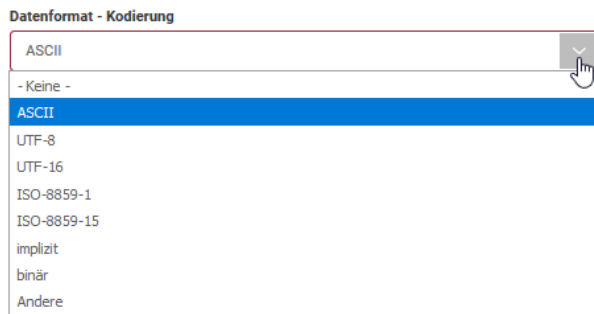 Datenformat - Kodierung
ASCII
- Keine -
ASCII
UTF-8
UTF-16
ISO-8859-1
ISO-8859-15
implizit
binär
Andere